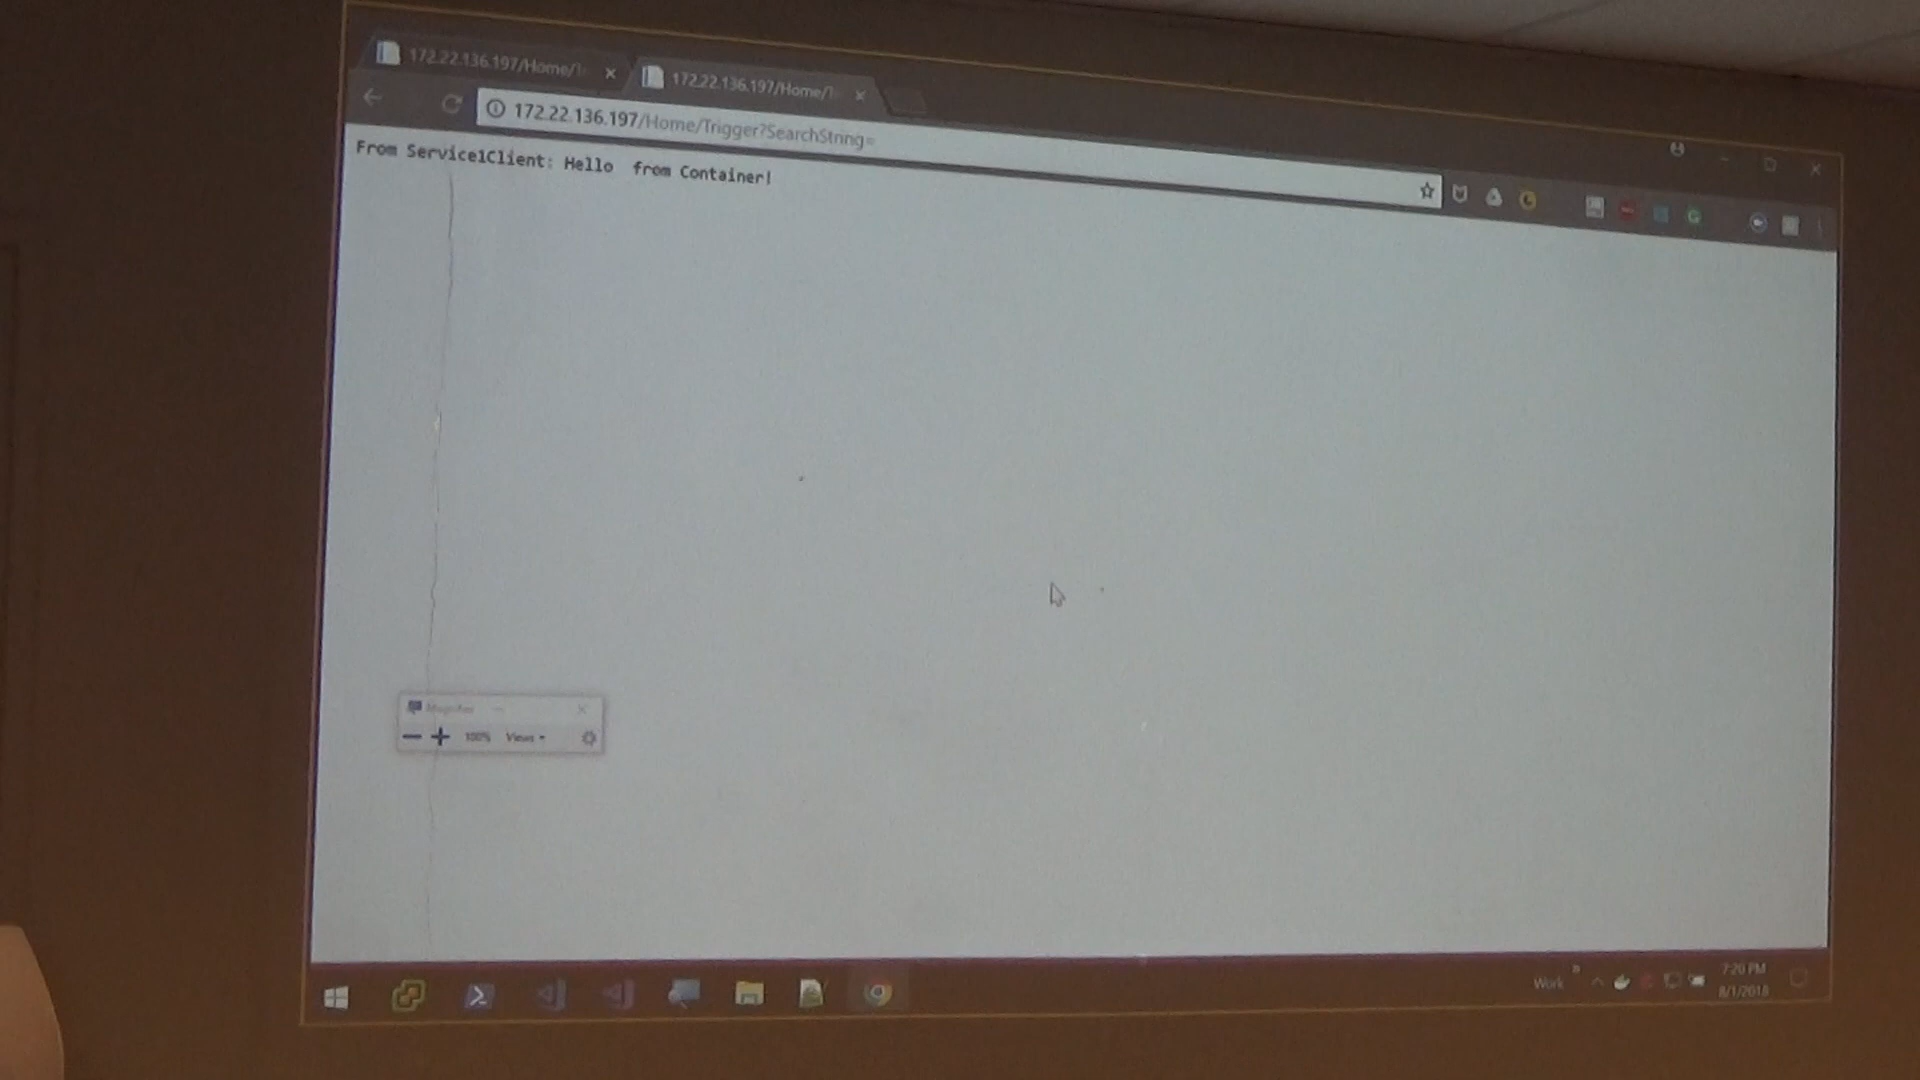 172.22.136.197/Home/T
172.22.136.197/Home/T
172.22.136.197/Home/Trigger?SearchString=
From Service1Client: Hello  from Container!
Magnifier
100% Views
Work
7:20 PM
8/1/2018